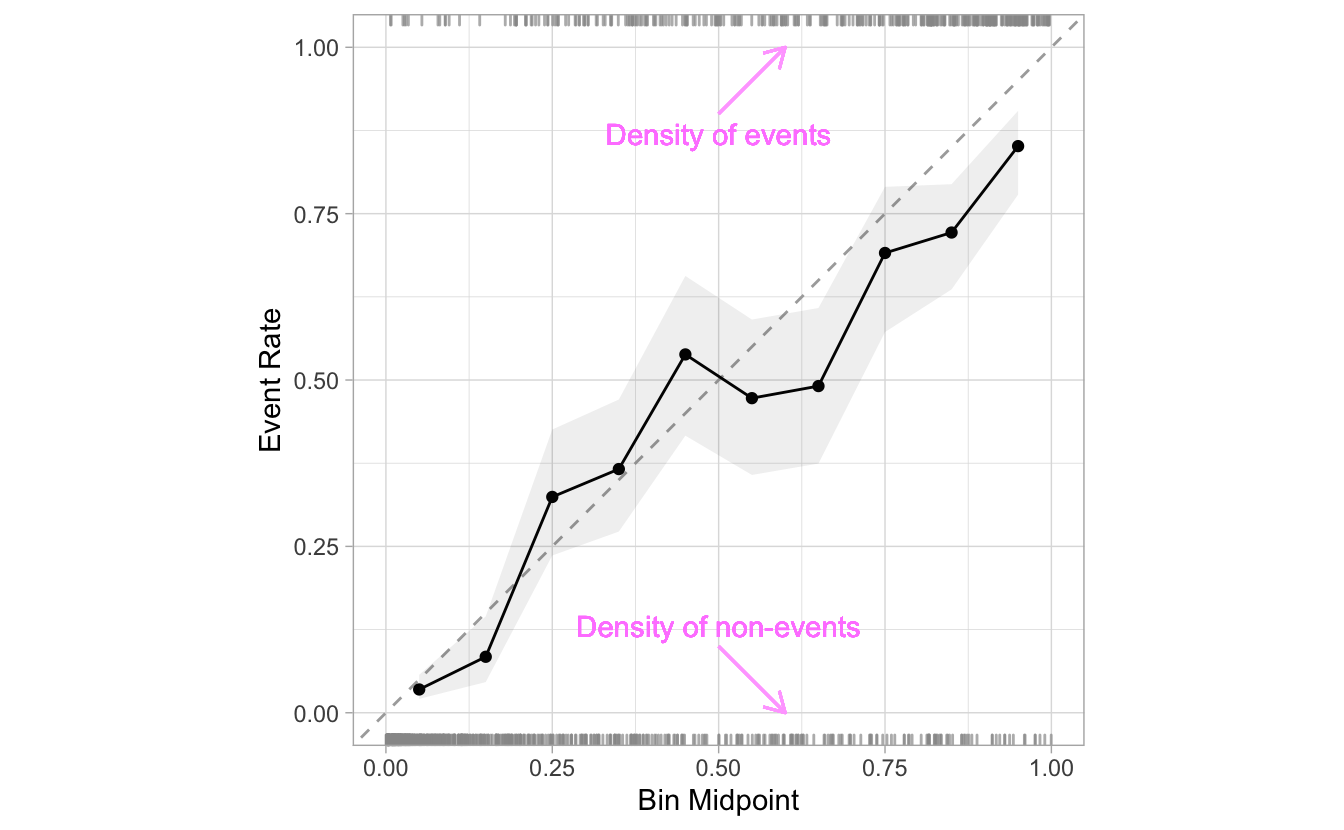 1.00
Density of events
0.75
Event Rate
0.50
0.25
Density of non-events
0.00
0.00 0.25 0.50 0.75 1.00
Bin Midpoint